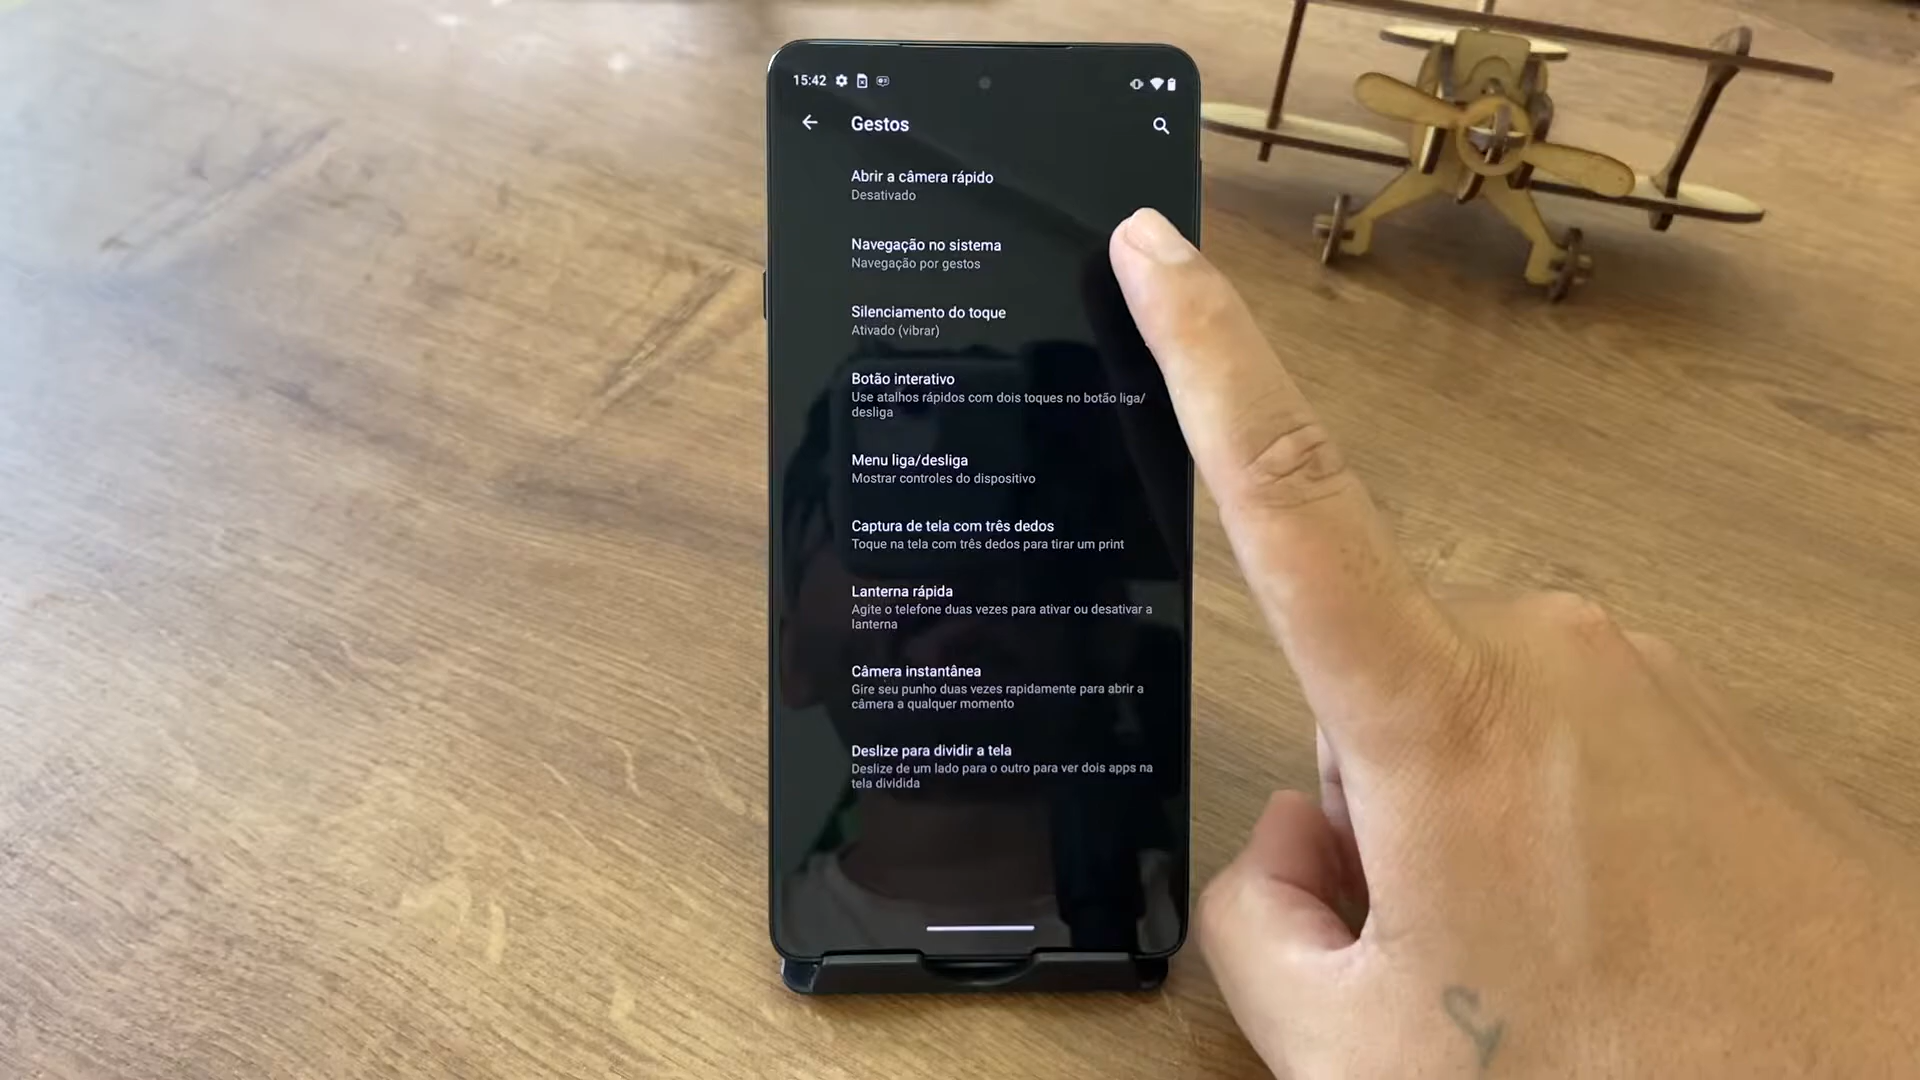 15:42
Gestos
Abrir a câmera rápido
Desativado
Navegação no sistema
Navegação por gestos
Silenciamento do toque
Ativado (vibrar)
Botão interativo
Use atalhos rápidos com dois toques no botão liga/
desliga
Menu liga/desliga
Mostrar controles do dispositivo
Captura de tela com três dedos
Toque na tela com três dedos para tirar um print
Lanterna rápida
Agite o telefone duas vezes para ativar ou desativar a
lanterna
Câmera instantânea
Gire seu punho duas vezes rapidamente para abrir a
câmera a qualquer momento
Deslize para dividir a tela
Deslize de um lado para o outro para ver dois apps na
tela dividida